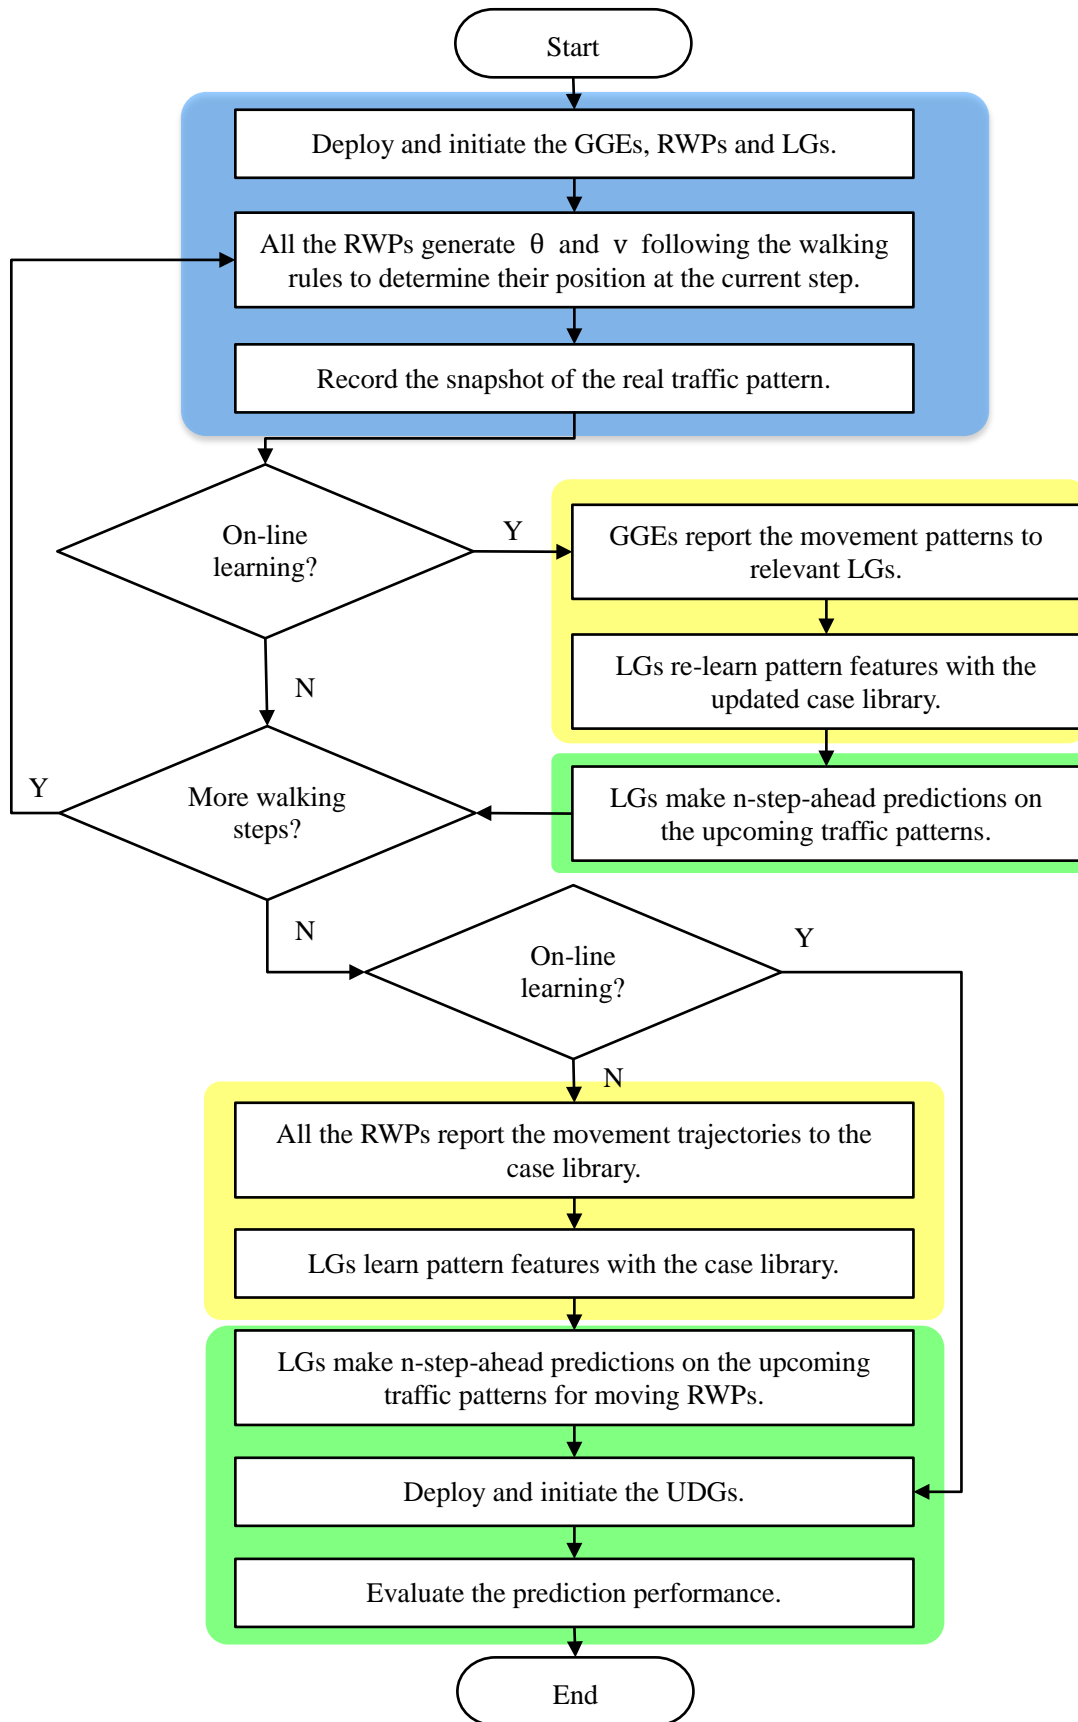 Start
Deploy and initiate the GGEs, RWPs and LGs.
All the RWPs generate θ and v following the walking
rules to determine their position at the current step.
Record the snapshot of the real traffic pattern.
On-line
learning?
Y
GGEs report the movement patterns to
relevant LGs.
LGs re-learn pattern features with the
updated case library.
N
Y
More walking
steps?
LGs make n-step-ahead predictions on
the upcoming traffic patterns.
N
On-line
learning?
Y
N
All the RWPs report the movement trajectories to the
case library.
LGs learn pattern features with the case library.
LGs make n-step-ahead predictions on the upcoming
traffic patterns for moving RWPs.
Deploy and initiate the UDGs.
Evaluate the prediction performance.
End